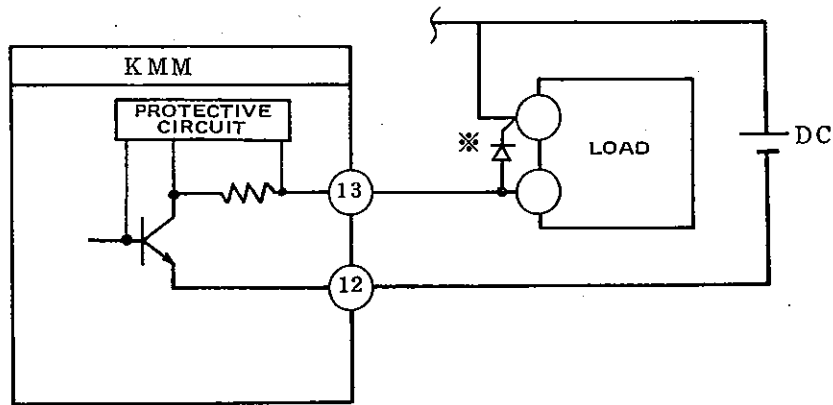 KMM
PROTECTIVE
CIRCUIT
※
LOAD
DC
13
12